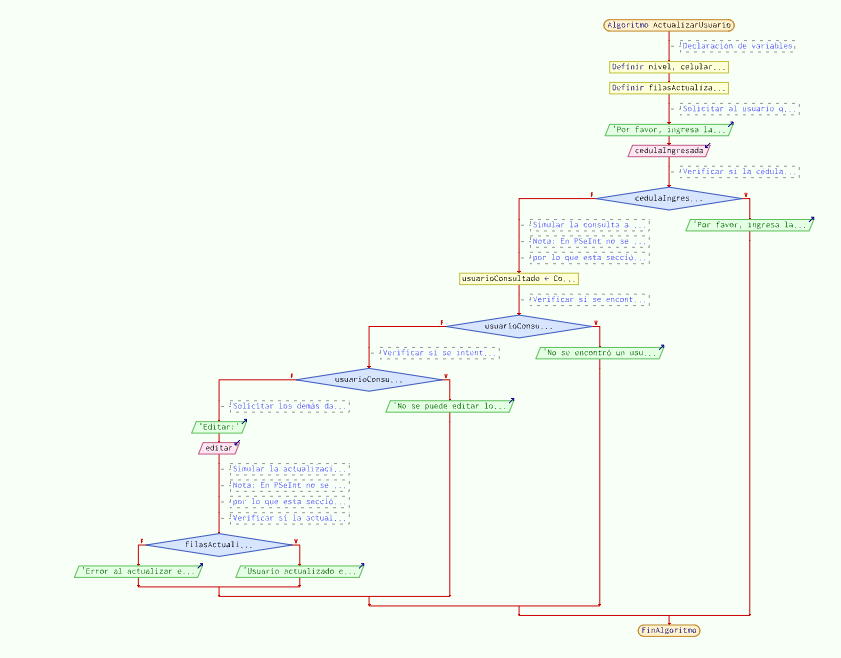 Algoritmo ActualizarUsuario
Declaración de variables.
Definir nivel, celular...
Definir filasActualiza...
Solicitar al usuario q...
'Por favor, ingresa la...
cedulaIngresada
Verificar si la cedula...
cedulaIngres...
F
V
Simular la consulta a ...
'Por favor, ingresa la...
Nota: En PSeInt no se ...
por lo que esta secció...
usuarioConsultado ← Co...
Verificar si se encont...
usuarioConsu...
F
V
Verificar si se intent...
'No se encontró un usu...
usuarioConsu...
F
V
Solicitar los demás da...
'No se puede editar lo...
'Editar:'
editar
Simular la actualizaci...
Nota: En PSeInt no se ...
por lo que esta secció...
Verificar si la actual...
filasActuali...
F
V
'Error al actualizar e...
'Usuario actualizado e...
FinAlgoritmo